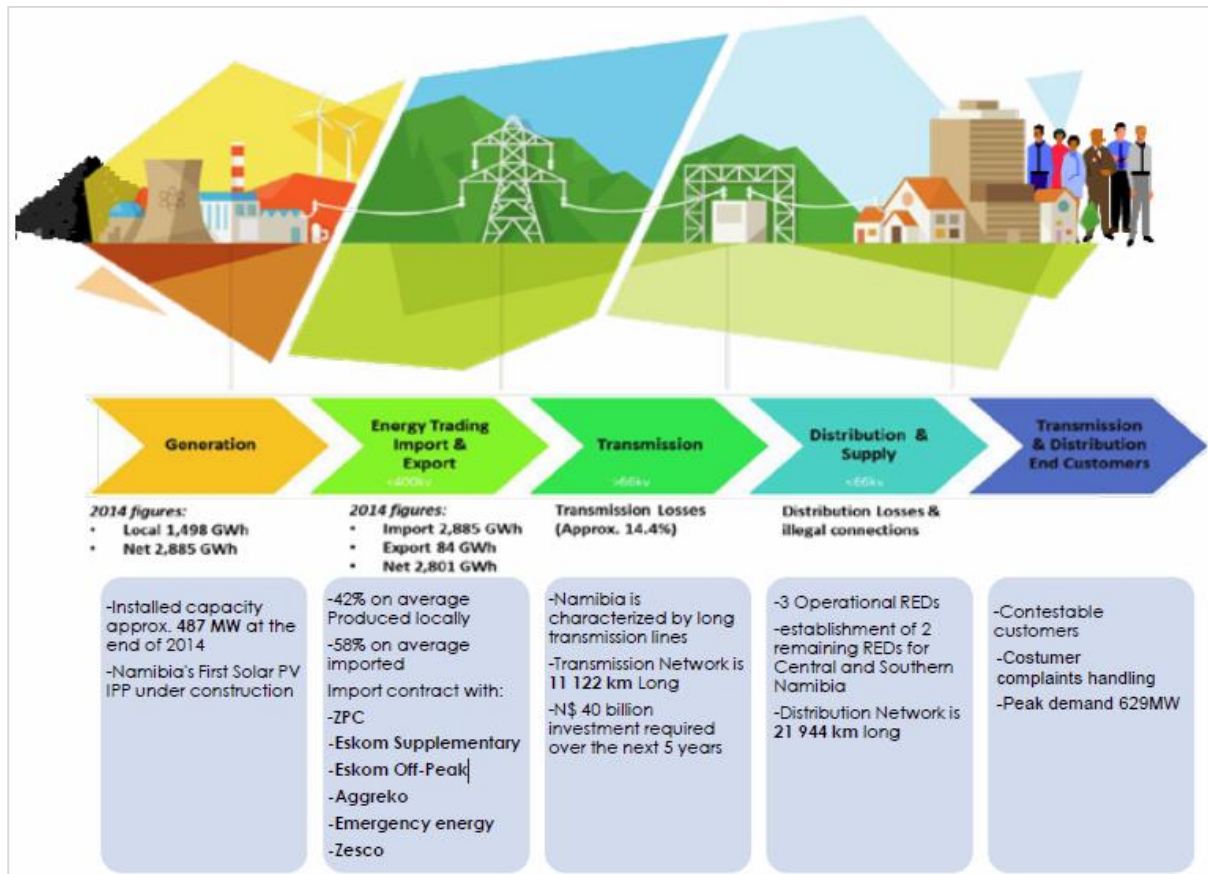 Generation
Energy Trading
Import &
Export
<400kv
Transmission
>66kv
Distribution &
Supply
<66kv
Transmission
& Distribution
End Customers
2014 figures:
• Local 1,498 GWh
• Net 2,885 GWh
2014 figures:
• Import 2,885 GWh
• Export 84 GWh
• Net 2,801 GWh
Transmission Losses
(Approx. 14.4%)
Distribution Losses &
illegal connections
-Installed capacity
approx. 487 MW at the
end of 2014
-Namibia's First Solar PV
IPP under construction
-42% on average
Produced locally
-58% on average
imported
Import contract with:
-ZPC
-Eskom Supplementary
-Eskom Off-Peak
-Aggreko
-Emergency energy
-Zesco
-Namibia is
characterized by long
transmission lines
-Transmission Network is
11 122 km Long
-N$ 40 billion
investment required
over the next 5 years
-3 Operational REDs
-establishment of 2
remaining REDs for
Central and Southern
Namibia
-Distribution Network is
21 944 km long
-Contestable
customers
-Costumer
complaints handling
-Peak demand 629MW